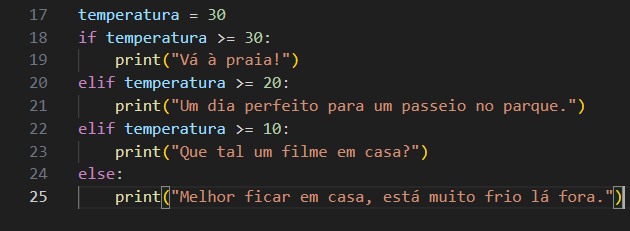 17 temperatura = 30
18 if temperatura >= 30:
19     print("Vá à praia!")
20 elif temperatura >= 20:
21     print("Um dia perfeito para um passeio no parque.")
22 elif temperatura >= 10:
23     print("Que tal um filme em casa?")
24 else:
25     print("Melhor ficar em casa, está muito frio lá fora.")